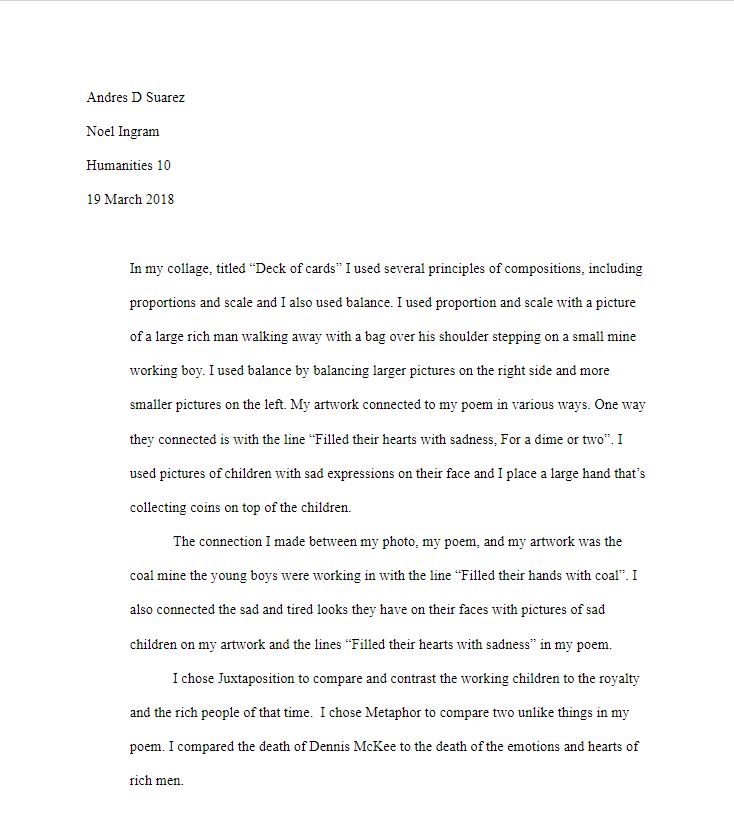 Andres D Suarez
Noel Ingram
Humanities 10
19 March 2018
In my collage, titled “Deck of cards” I used several principles of compositions, including
proportions and scale and I also used balance. I used proportion and scale with a picture
of a large rich man walking away with a bag over his shoulder stepping on a small mine
working boy. I used balance by balancing larger pictures on the right side and more
smaller pictures on the left. My artwork connected to my poem in various ways. One way
they connected is with the line “Filled their hearts with sadness, For a dime or two”. I
used pictures of children with sad expressions on their face and I place a large hand that’s
collecting coins on top of the children.
The connection I made between my photo, my poem, and my artwork was the
coal mine the young boys were working in with the line “Filled their hands with coal”. I
also connected the sad and tired looks they have on their faces with pictures of sad
children on my artwork and the lines “Filled their hearts with sadness” in my poem.
I chose Juxtaposition to compare and contrast the working children to the royalty
and the rich people of that time.  I chose Metaphor to compare two unlike things in my
poem. I compared the death of Dennis McKee to the death of the emotions and hearts of
rich men.